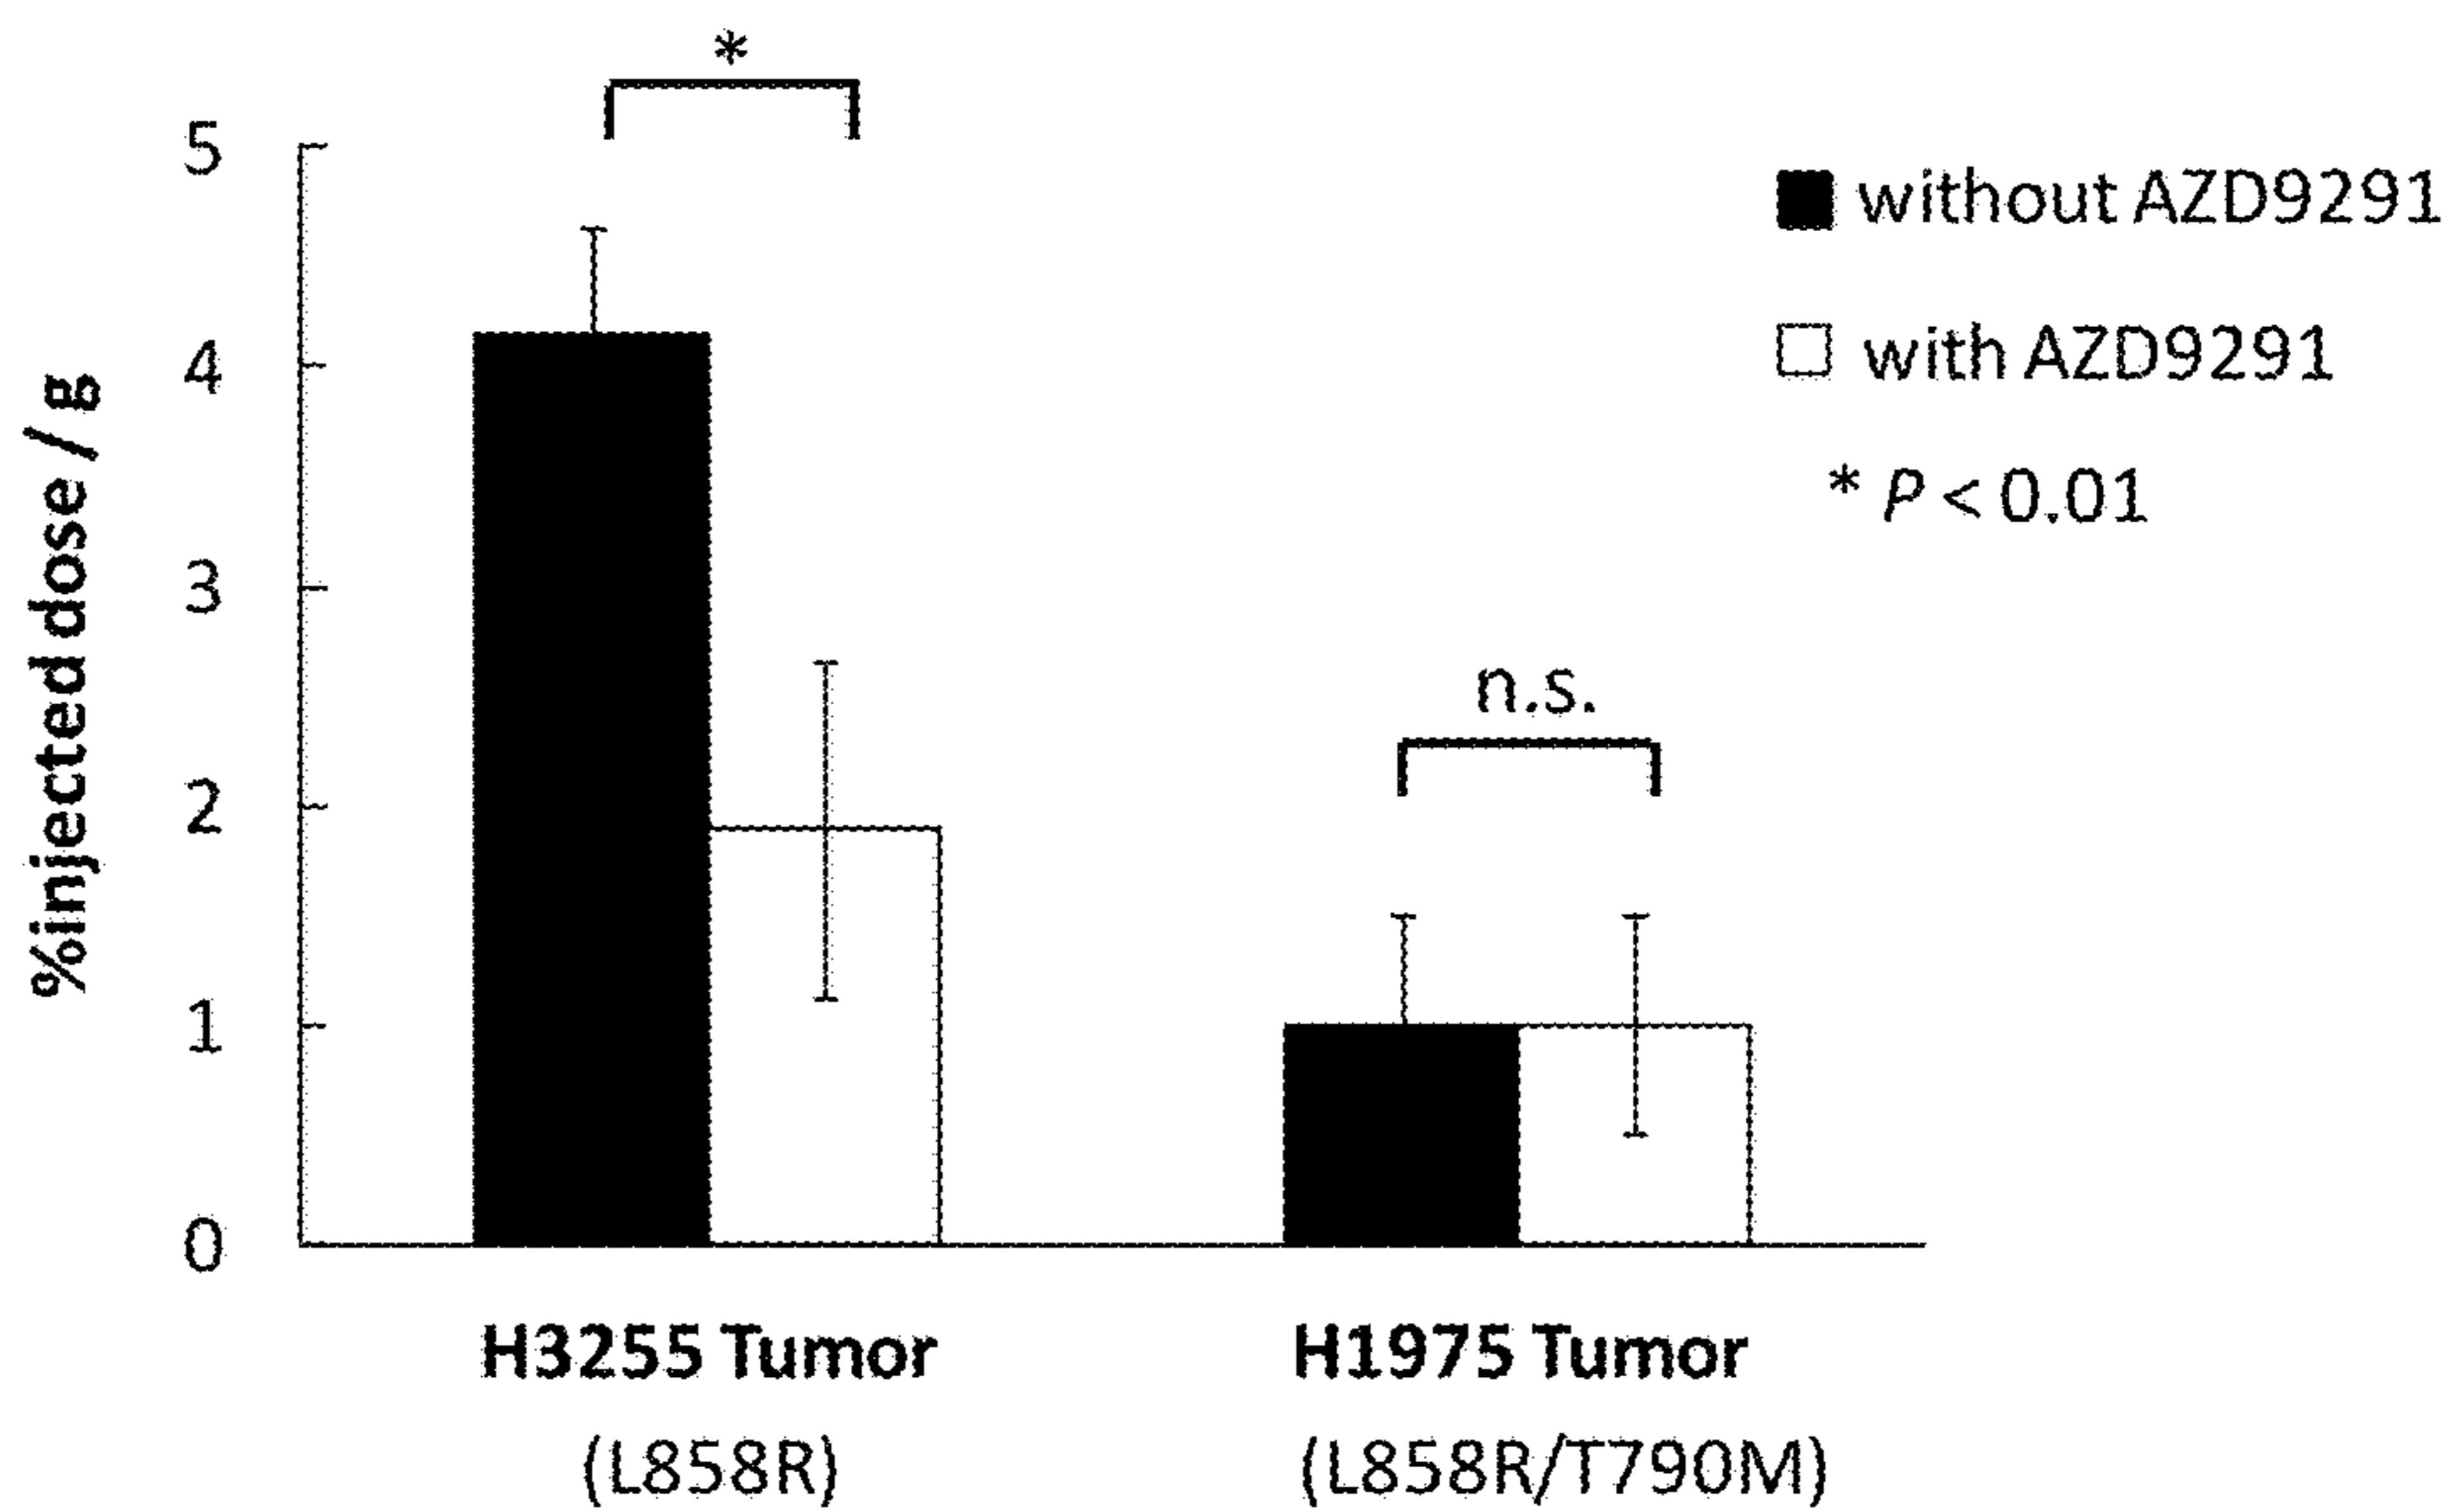 *
5
4
3
2
1
0
%injected dose / g
without AZD9291
with AZD9291
* P < 0.01
n.s.
H3255 Tumor
(L858R)
H1975 Tumor
(L858R/T790M)